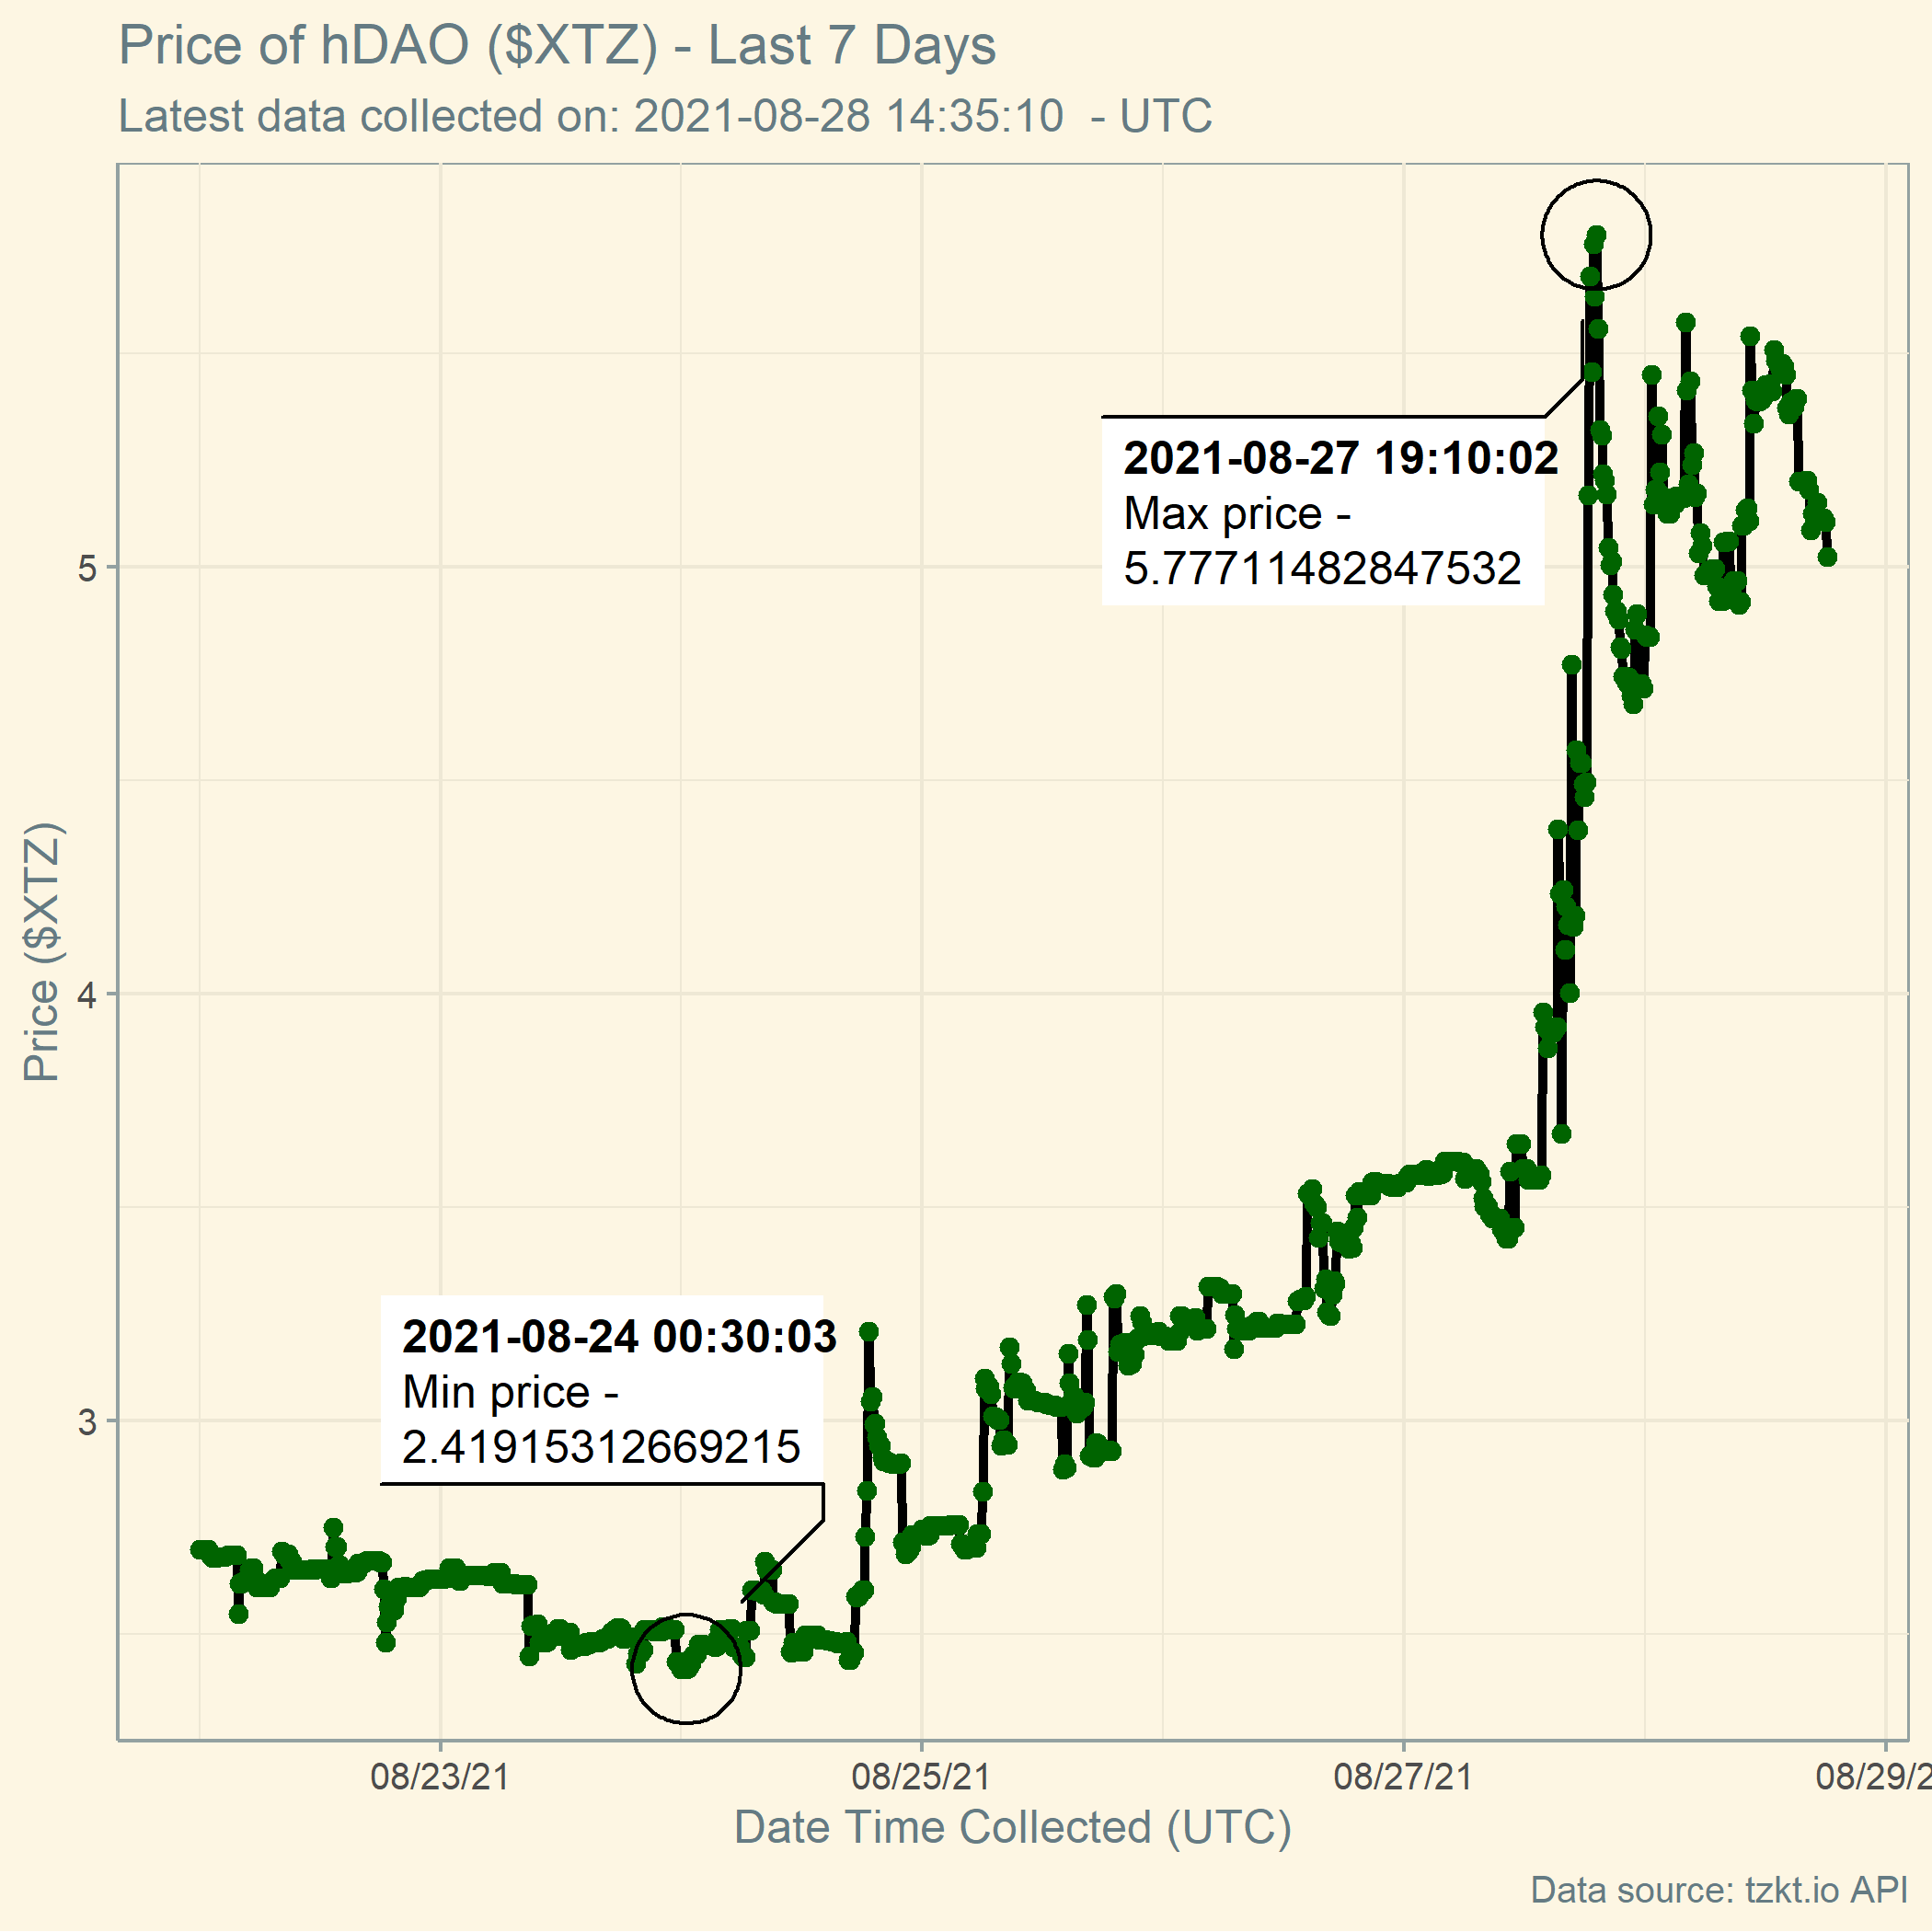 Price of hDAO ($XTZ) - Last 7 Days
Latest data collected on: 2021-08-28 14:35:10  - UTC
2021-08-27 19:10:02
Max price -
5.77711482847532
5
4
Price ($XTZ)
2021-08-24 00:30:03
Min price -
2.41915312669215
3
08/23/21
08/25/21
08/27/21
08/29/2
Date Time Collected (UTC)
Data source: tzkt.io API